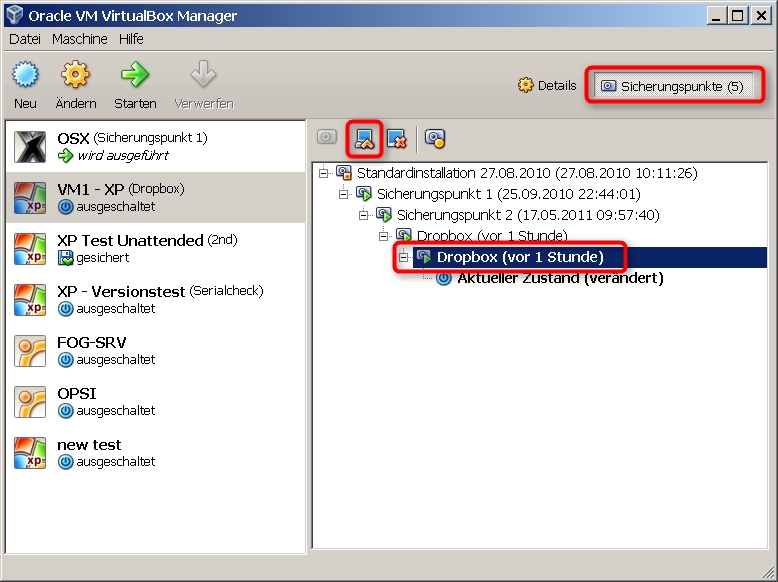 Oracle VM VirtualBox Manager
Datei Maschine Hilfe
Neu Ändern Starten Verwerfen
Details Sicherungspunkte (5)
OSX (Sicherungspunkt 1)
wird ausgeführt
VM1 - XP (Dropbox)
ausgeschaltet
XP Test Unattended (2nd)
gesichert
XP - Versionstest (Serialcheck)
ausgeschaltet
FOG-SRV
ausgeschaltet
OPSI
ausgeschaltet
new test
ausgeschaltet
Standardinstallation 27.08.2010 (27.08.2010 10:11:26)
Sicherungspunkt 1 (25.09.2010 22:44:01)
Sicherungspunkt 2 (17.05.2011 09:57:40)
Dropbox (vor 1 Stunde)
Dropbox (vor 1 Stunde)
Aktueller Zustand (verändert)